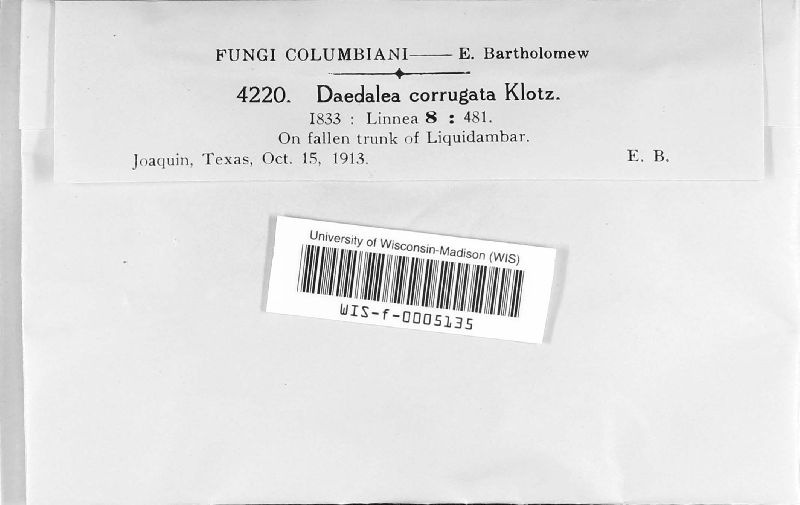 FUNGI COLUMBIANI—— E. Bartholomew
4220. Daedalea corrugata Klotz.
1833 : Linnea 8 : 481.
On fallen trunk of Liquidambar.
Joaquin, Texas, Oct. 15, 1913. E. B.
University of Wisconsin-Madison (WIS)
WIS-f-0005135